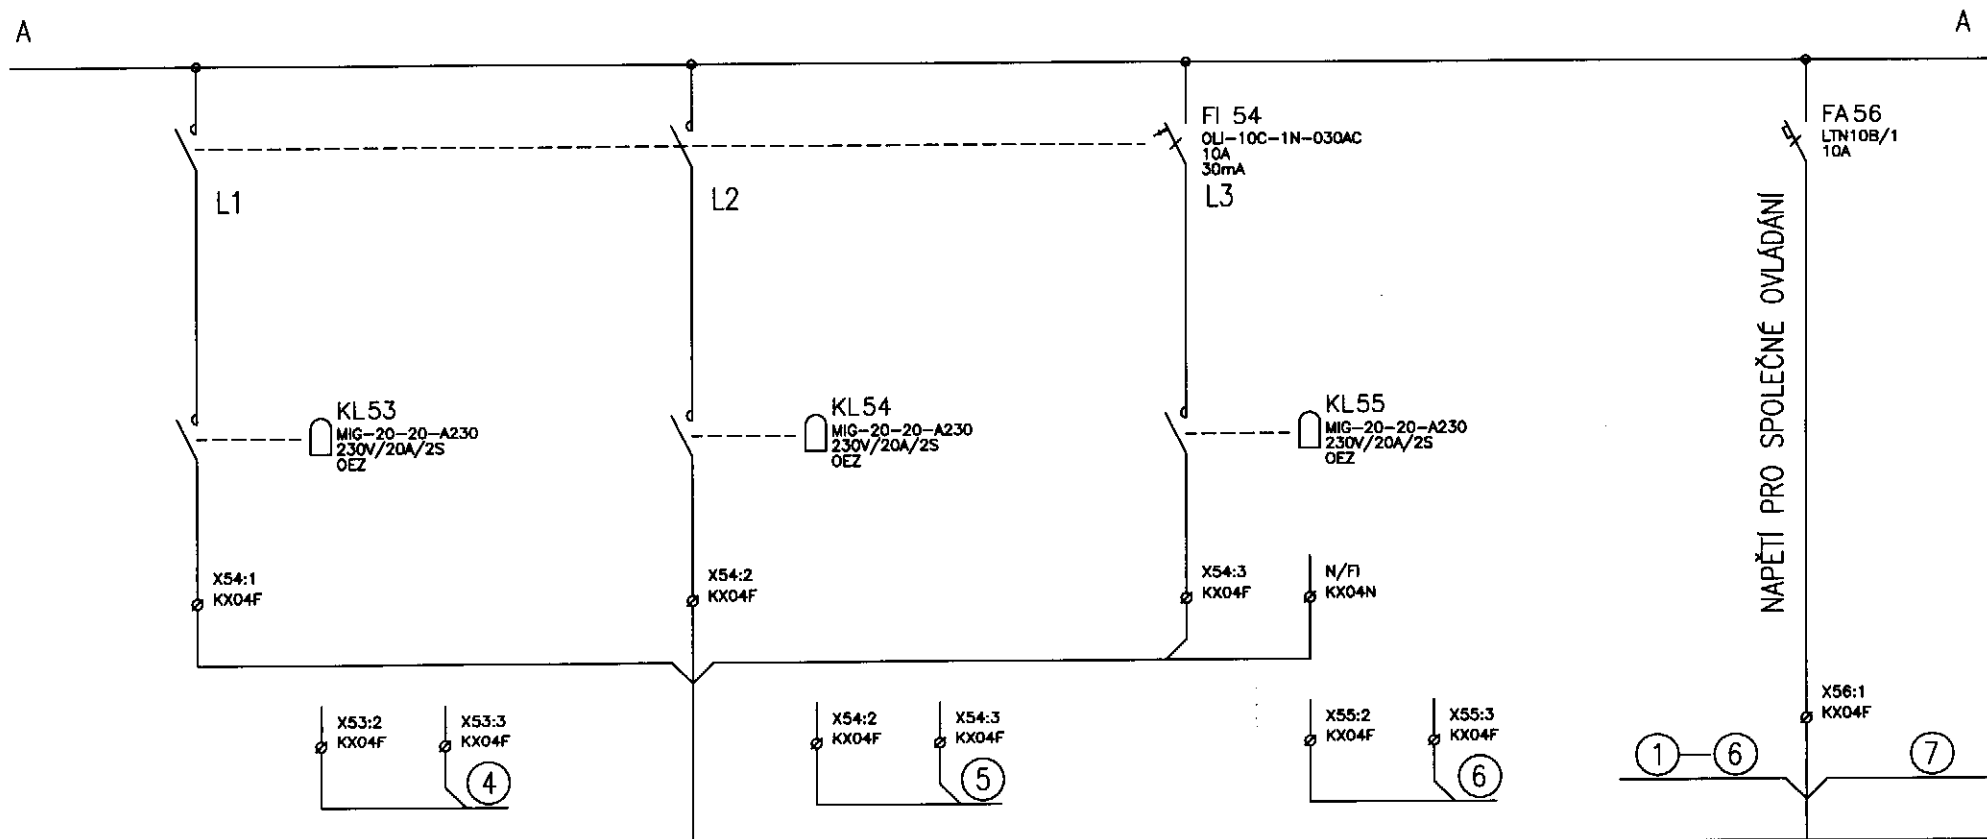 A
A
FI 54
OLI-10C-1N-030AC
10A
30mA
L1
L2
L3
FA 56
LTN10B/1
10A
NAPĚTÍ PRO SPOLEČNÉ OVLÁDÁNÍ
KL53
MIG-20-20-A230
230V/20A/2S
OEZ
KL54
MIG-20-20-A230
230V/20A/2S
OEZ
KL55
MIG-20-20-A230
230V/20A/2S
OEZ
X54:1
KX04F
X54:2
KX04F
X54:3
KX04F
N/FI
KX04N
X53:2
KX04F
X53:3
KX04F
4
X54:2
KX04F
X54:3
KX04F
5
X55:2
KX04F
X55:3
KX04F
6
X56:1
KX04F
1
6
7